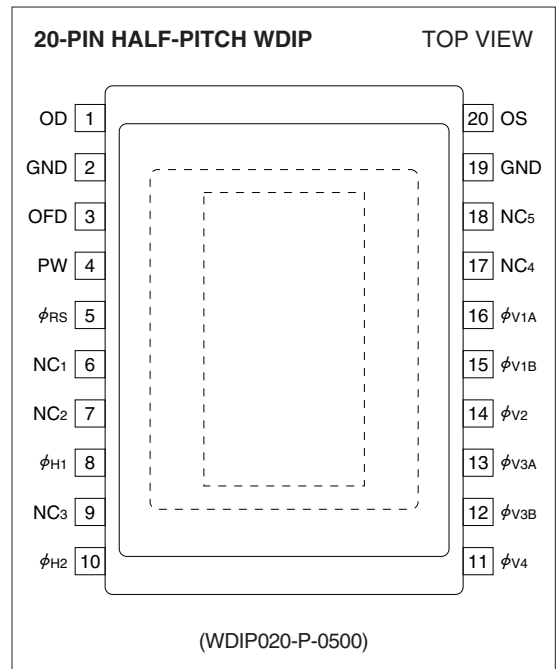 20-PIN HALF-PITCH WDIP TOP VIEW
OD 1 20 OS
GND 2 19 GND
OFD 3 18 NC5
PW 4 17 NC4
ϕRS 5 16 ϕV1A
NC1 6 15 ϕV1B
NC2 7 14 ϕV2
ϕH1 8 13 ϕV3A
NC3 9 12 ϕV3B
ϕH2 10 11 ϕV4
(WDIP020-P-0500)